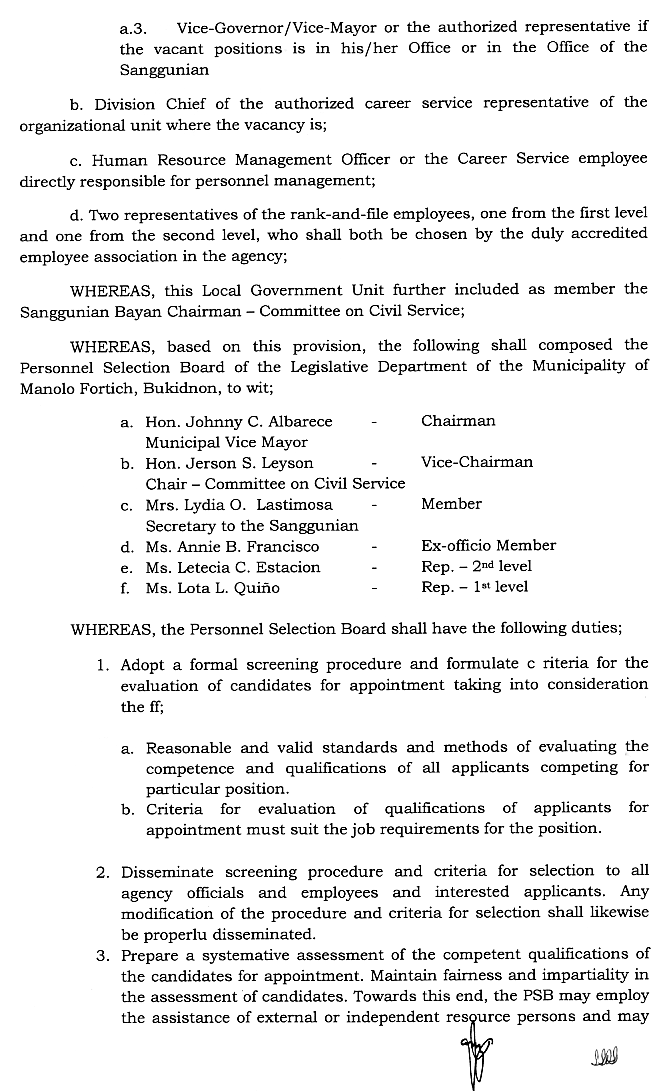 a.3. Vice-Governor/Vice-Mayor or the authorized representative if
the vacant positions is in his/her Office or in the Office of the
Sanggunian
b. Division Chief of the authorized career service representative of the
organizational unit where the vacancy is;
c. Human Resource Management Officer or the Career Service employee
directly responsible for personnel management;
d. Two representatives of the rank-and-file employees, one from the first level
and one from the second level, who shall both be chosen by the duly accredited
employee association in the agency;
WHEREAS, this Local Government Unit further included as member the
Sanggunian Bayan Chairman – Committee on Civil Service;
WHEREAS, based on this provision, the following shall composed the
Personnel Selection Board of the Legislative Department of the Municipality of
Manolo Fortich, Bukidnon, to wit;
a. Hon. Johnny C. Albarece - Chairman
Municipal Vice Mayor
b. Hon. Jerson S. Leyson - Vice-Chairman
Chair – Committee on Civil Service
c. Mrs. Lydia O. Lastimosa - Member
Secretary to the Sanggunian
d. Ms. Annie B. Francisco - Ex-officio Member
e. Ms. Letecia C. Estacion - Rep. – 2nd level
f. Ms. Lota L. Quiño - Rep. – 1st level
WHEREAS, the Personnel Selection Board shall have the following duties;
1. Adopt a formal screening procedure and formulate c riteria for the
evaluation of candidates for appointment taking into consideration
the ff;
a. Reasonable and valid standards and methods of evaluating the
competence and qualifications of all applicants competing for
particular position.
b. Criteria for evaluation of qualifications of applicants for
appointment must suit the job requirements for the position.
2. Disseminate screening procedure and criteria for selection to all
agency officials and employees and interested applicants. Any
modification of the procedure and criteria for selection shall likewise
be properlu disseminated.
3. Prepare a systemative assessment of the competent qualifications of
the candidates for appointment. Maintain fairness and impartiality in
the assessment of candidates. Towards this end, the PSB may employ
the assistance of external or independent resource persons and may